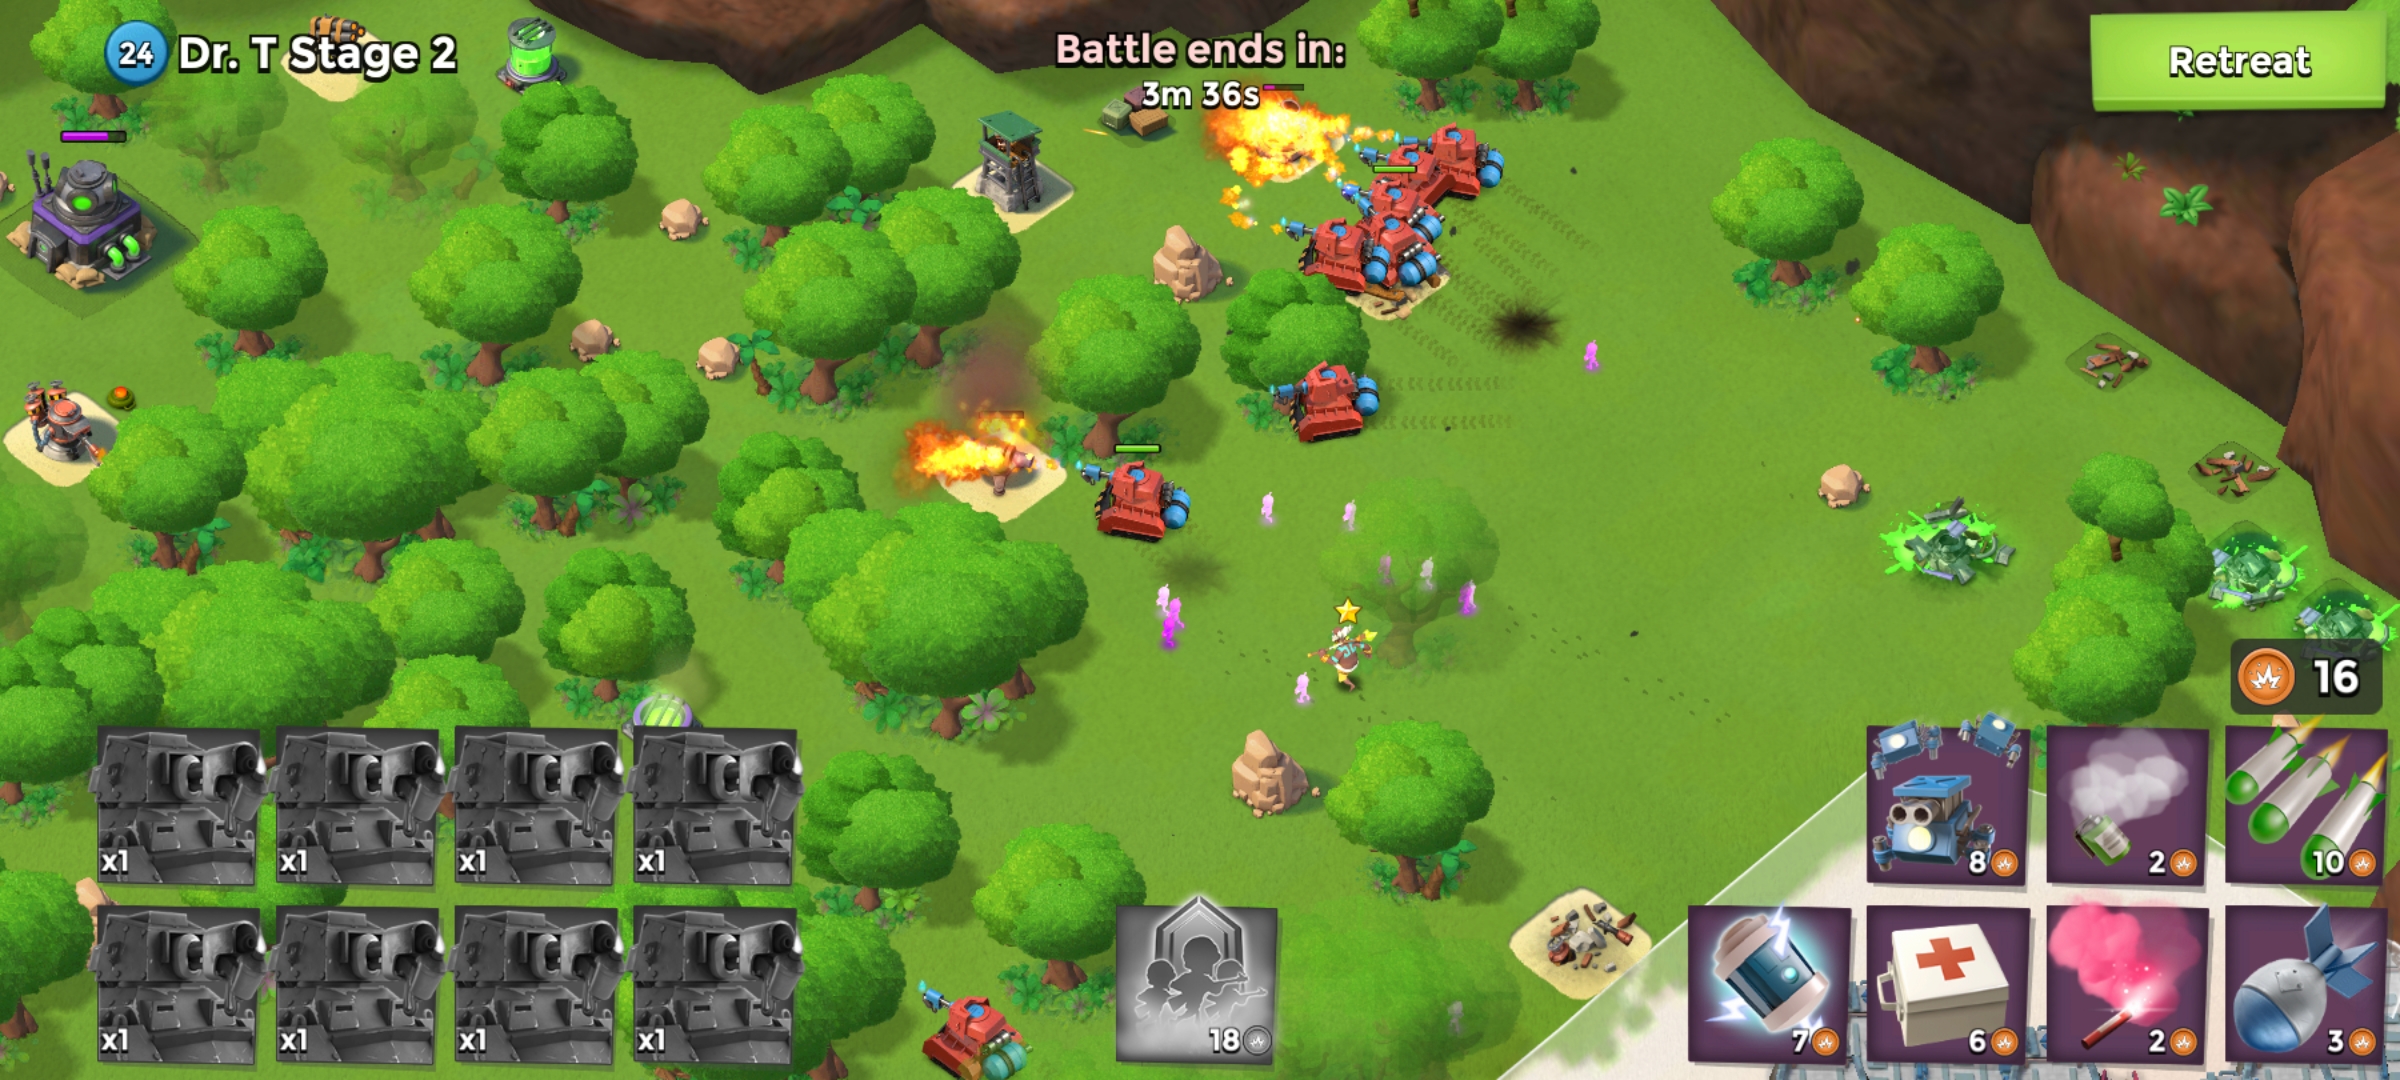 24 Dr. T Stage 2
Battle ends in:
3m 36s
Retreat
16
8
2
10
x1
x1
x1
x1
x1
x1
x1
x1
18
7
6
2
3